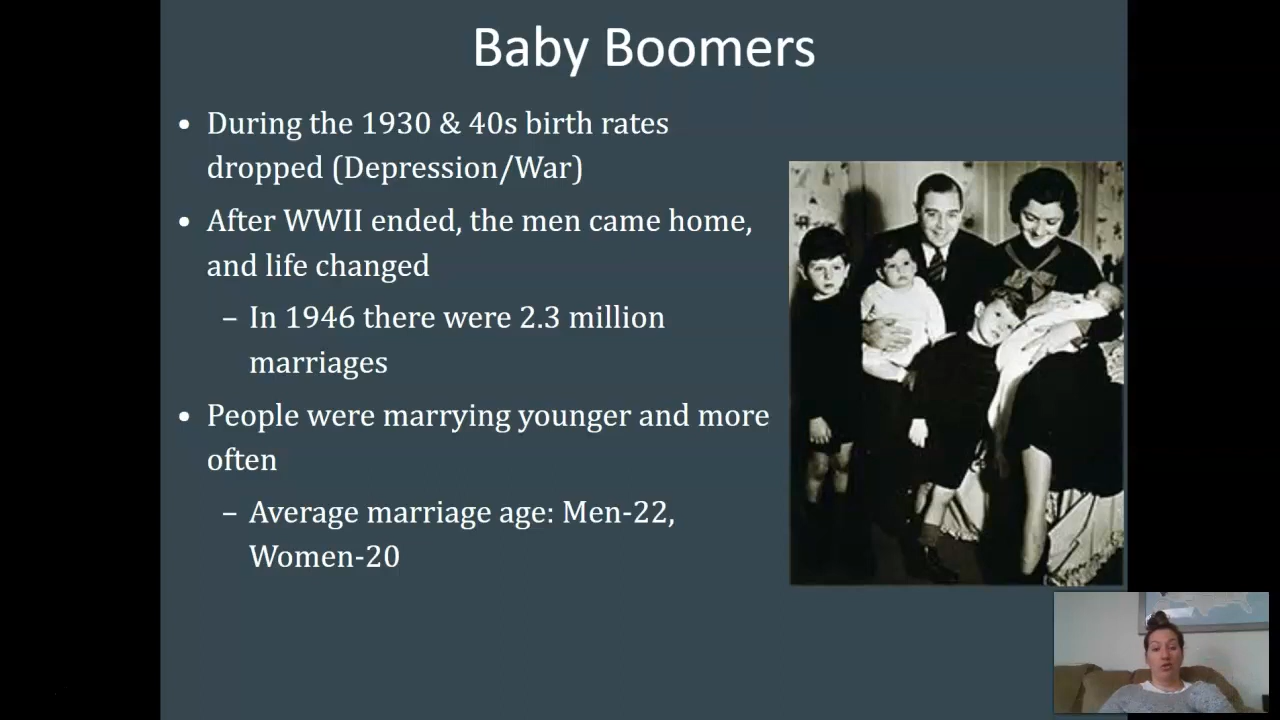 Baby Boomers
• During the 1930 & 40s birth rates
dropped (Depression/War)
• After WWII ended, the men came home,
and life changed
– In 1946 there were 2.3 million
marriages
• People were marrying younger and more
often
– Average marriage age: Men-22,
Women-20